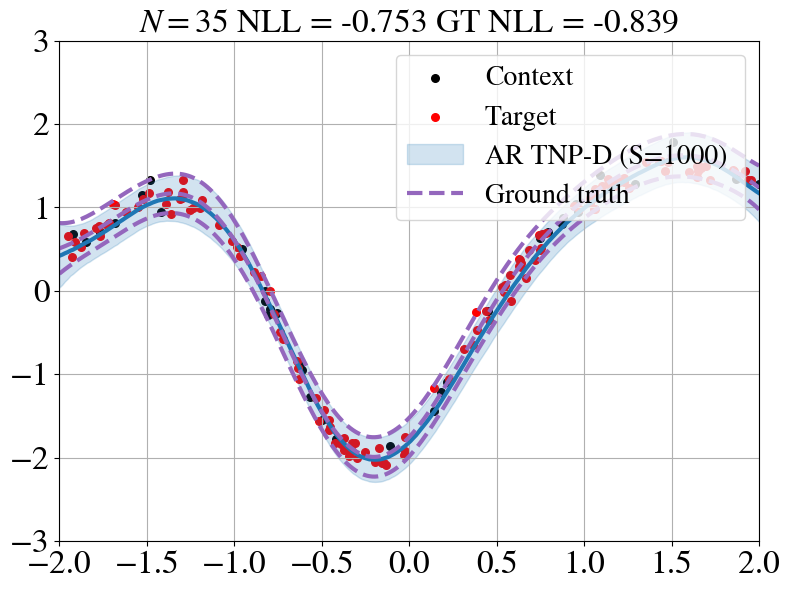 N = 35 NLL = -0.753 GT NLL = -0.839
3
2
1
0
−1
−2
−3
−2.0 −1.5 −1.0 −0.5 0.0 0.5 1.0 1.5 2.0
Context
Target
AR TNP-D (S=1000)
Ground truth